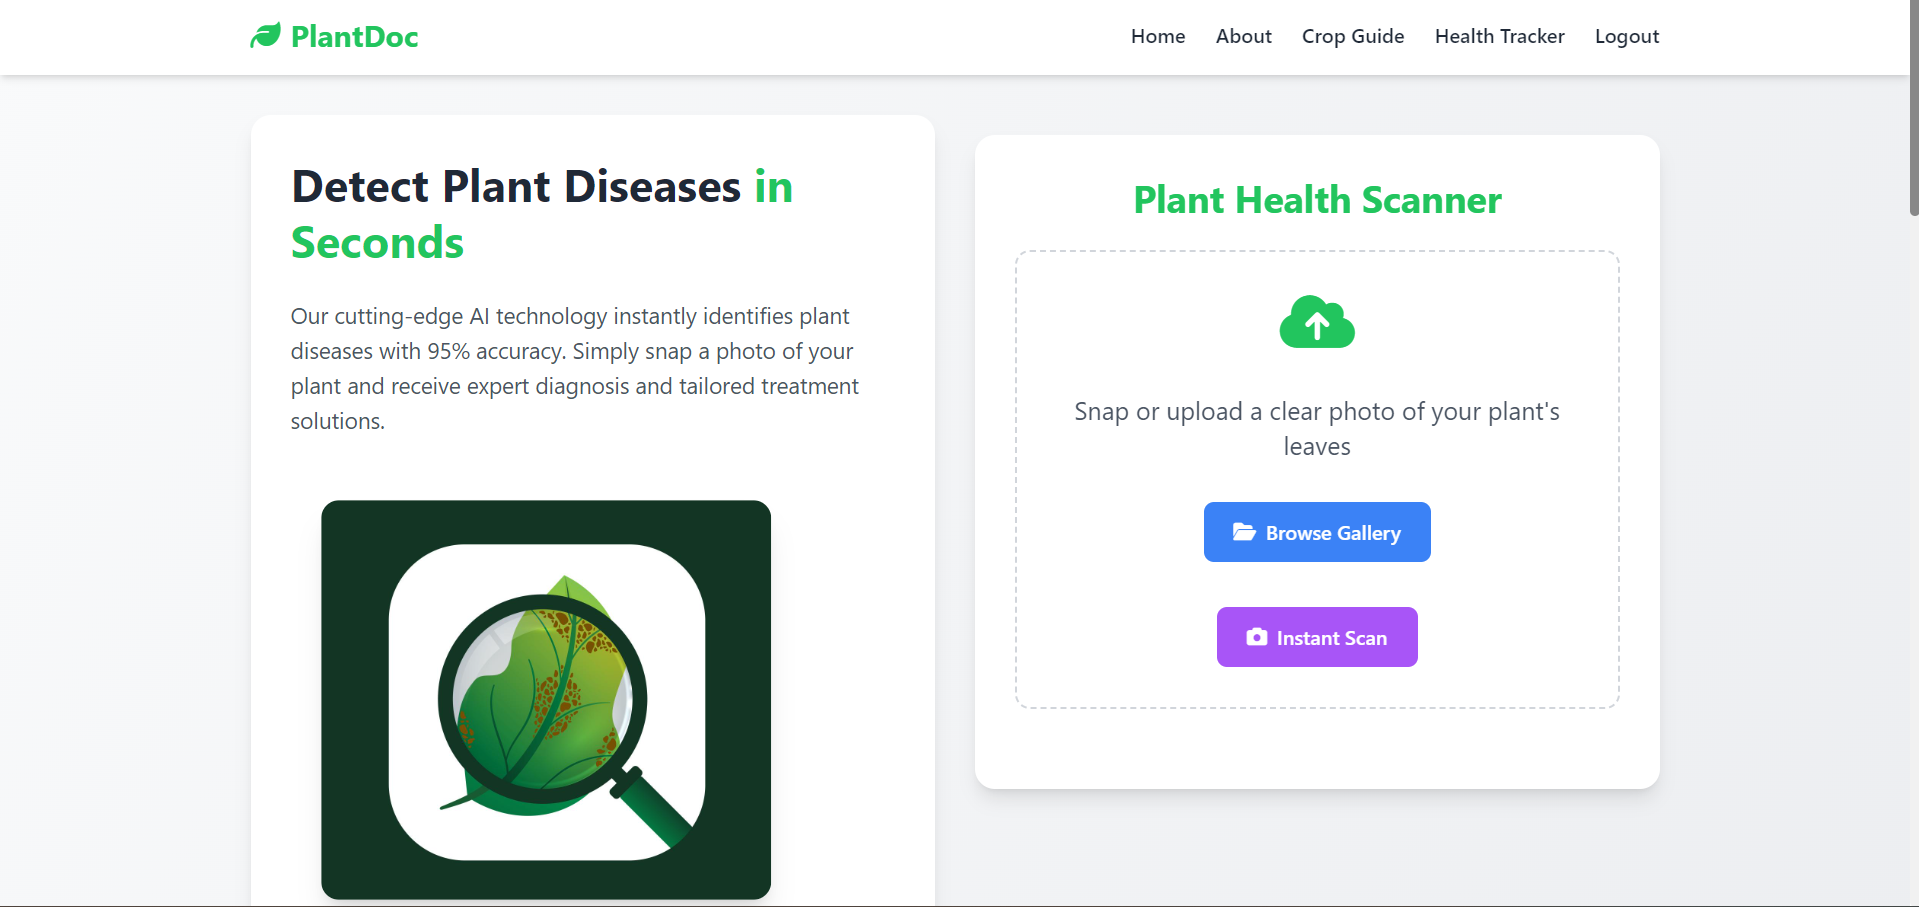 PlantDoc
Home
About
Crop Guide
Health Tracker
Logout
Detect Plant Diseases in
Seconds
Our cutting-edge AI technology instantly identifies plant
diseases with 95% accuracy. Simply snap a photo of your
plant and receive expert diagnosis and tailored treatment
solutions.
Plant Health Scanner
Snap or upload a clear photo of your plant's
leaves
Browse Gallery
Instant Scan